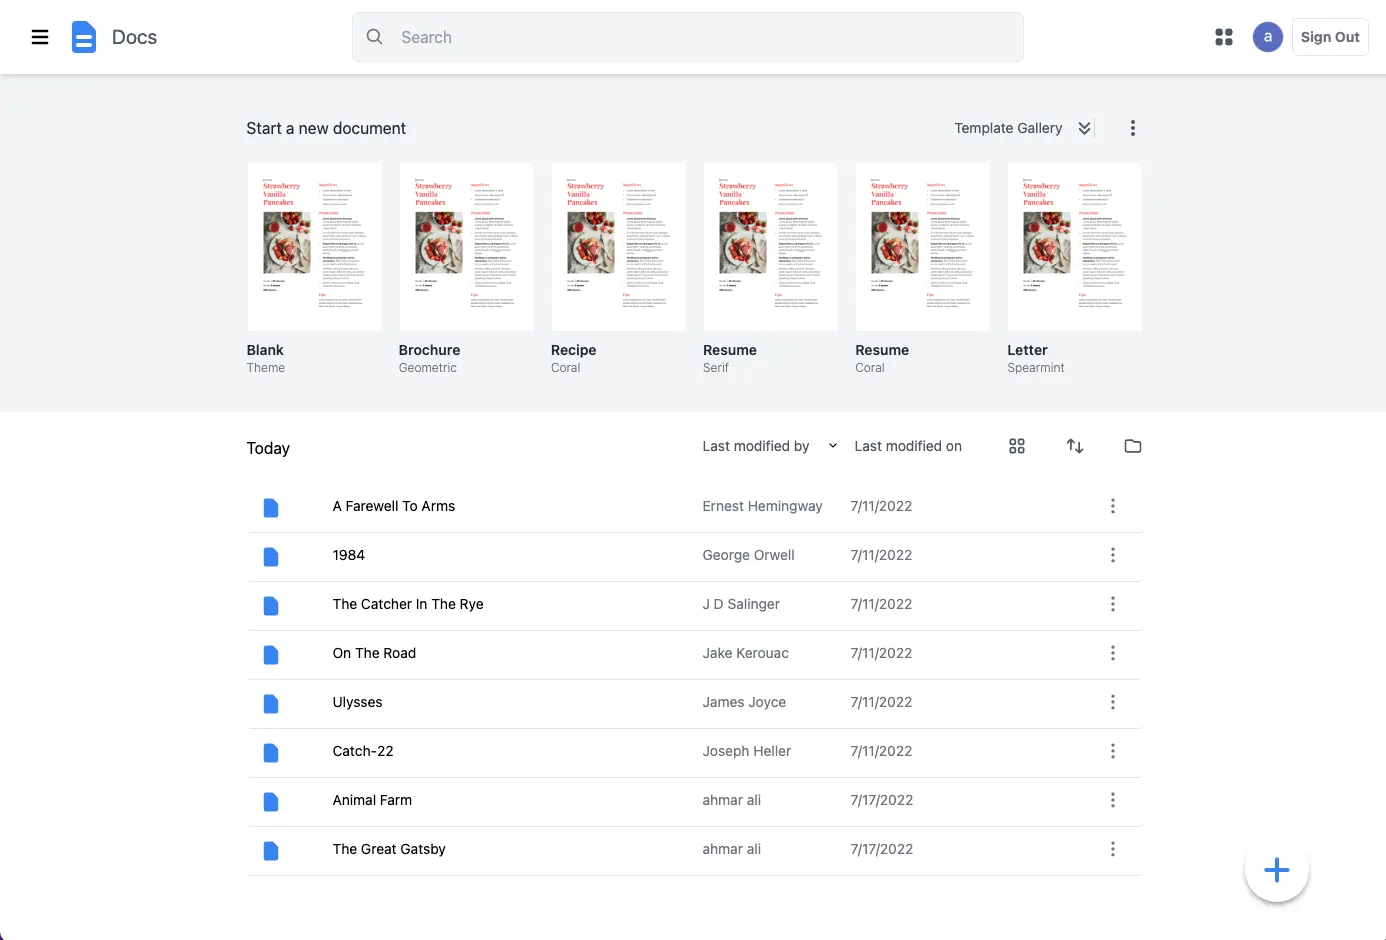 Docs
Search
a
Sign Out
Start a new document
Template Gallery
Strawberry
Vanilla
Pancakes
Strawberry
Vanilla
Pancakes
Strawberry
Vanilla
Pancakes
Strawberry
Vanilla
Pancakes
Strawberry
Vanilla
Pancakes
Strawberry
Vanilla
Pancakes
Blank
Theme
Brochure
Geometric
Recipe
Coral
Resume
Serif
Resume
Coral
Letter
Spearmint
Today
Last modified by
Last modified on
A Farewell To Arms Ernest Hemingway 7/11/2022
1984 George Orwell 7/11/2022
The Catcher In The Rye J D Salinger 7/11/2022
On The Road Jake Kerouac 7/11/2022
Ulysses James Joyce 7/11/2022
Catch-22 Joseph Heller 7/11/2022
Animal Farm ahmar ali 7/17/2022
The Great Gatsby ahmar ali 7/17/2022